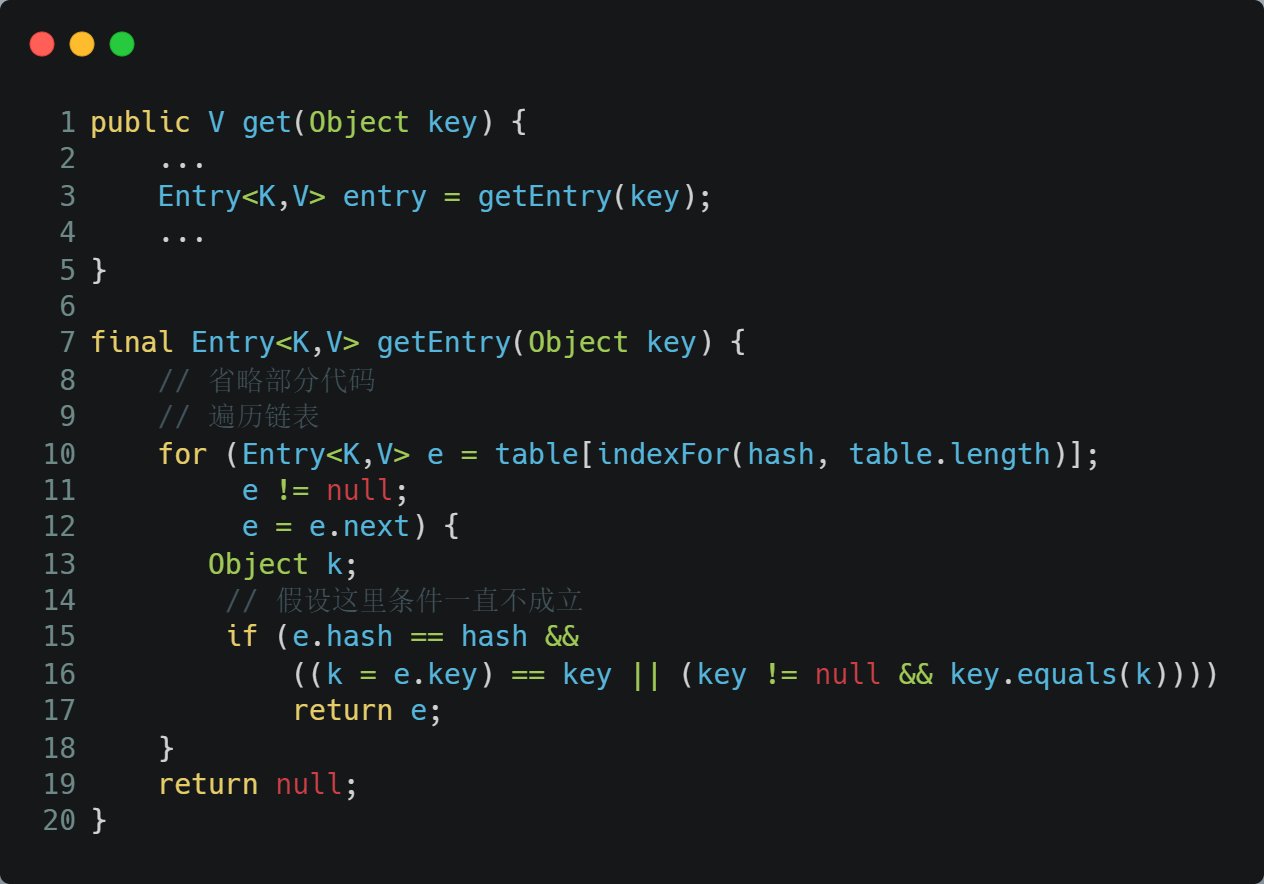 1 public V get(Object key) {
2     ...
3     Entry<K,V> entry = getEntry(key);
4     ...
5 }
6
7 final Entry<K,V> getEntry(Object key) {
8     // 省略部分代码
9     // 遍历链表
10     for (Entry<K,V> e = table[indexFor(hash, table.length)];
11          e != null;
12          e = e.next) {
13        Object k;
14         // 假设这里条件一直不成立
15         if (e.hash == hash &&
16             ((k = e.key) == key || (key != null && key.equals(k))))
17             return e;
18     }
19     return null;
20 }